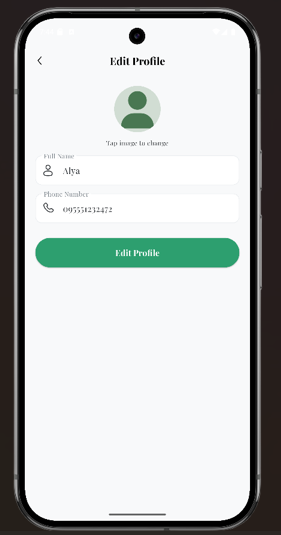 Edit Profile
Tap image to change
Full Name
Alya
Phone Number
095551232472
Edit Profile